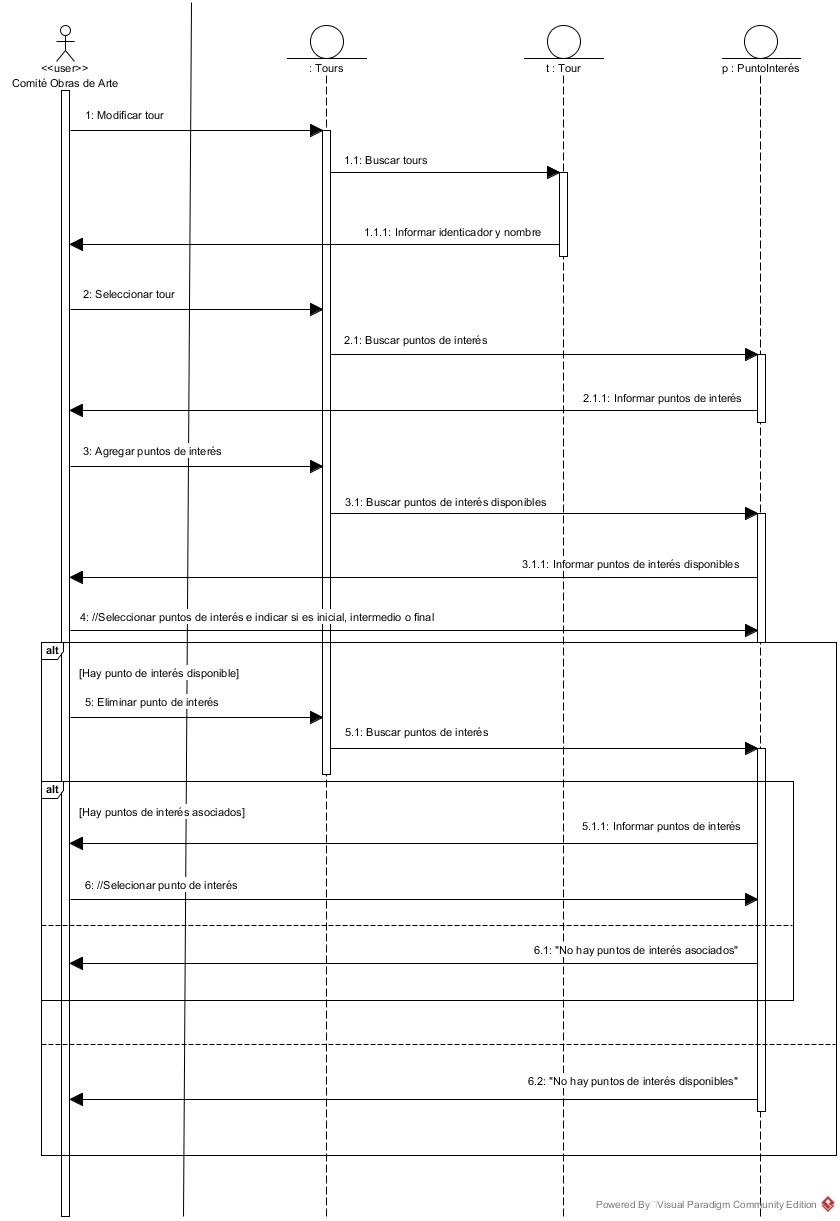 <<user>>
Comité Obras de Arte
: Tours
t : Tour
p : PuntoInterés
1: Modificar tour
1.1: Buscar tours
1.1.1: Informar identicador y nombre
2: Seleccionar tour
2.1: Buscar puntos de interés
2.1.1: Informar puntos de interés
3: Agregar puntos de interés
3.1: Buscar puntos de interés disponibles
3.1.1: Informar puntos de interés disponibles
4: //Seleccionar puntos de interés e indicar si es inicial, intermedio o final
alt
[Hay punto de interés disponible]
5: Eliminar punto de interés
5.1: Buscar puntos de interés
alt
[Hay puntos de interés asociados]
5.1.1: Informar puntos de interés
6: //Selecionar punto de interés
6.1: "No hay puntos de interés asociados"
6.2: "No hay puntos de interés disponibles"
Powered By Visual Paradigm Community Edition